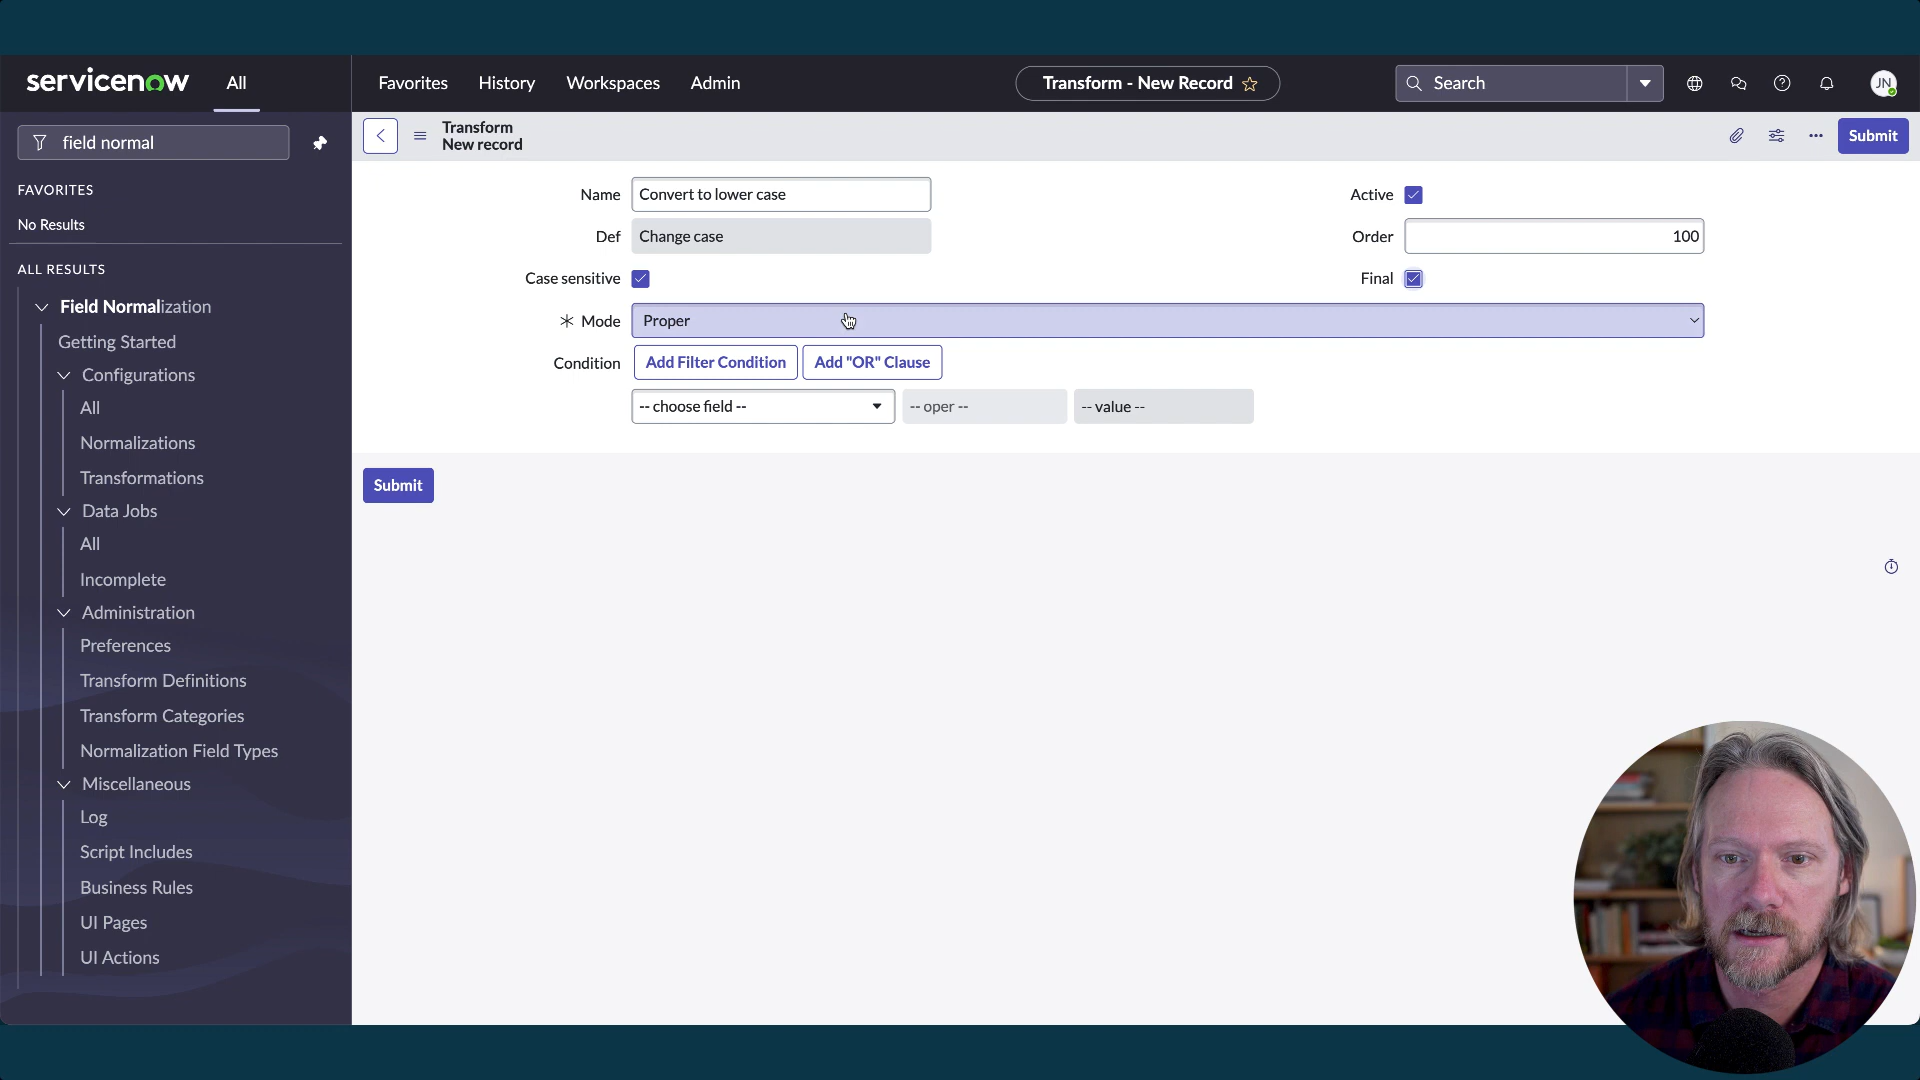 servicenow
All
Favorites
History
Workspaces
Admin
Transform - New Record
Search
JN
field normal
FAVORITES
No Results
ALL RESULTS
Field Normalization
Getting Started
Configurations
All
Normalizations
Transformations
Data Jobs
All
Incomplete
Administration
Preferences
Transform Definitions
Transform Categories
Normalization Field Types
Miscellaneous
Log
Script Includes
Business Rules
UI Pages
UI Actions
Transform
New record
Submit
Name
Convert to lower case
Active
Def
Change case
Order
100
Case sensitive
Final
Mode
Proper
Condition
Add Filter Condition
Add "OR" Clause
-- choose field --
-- oper --
-- value --
Submit